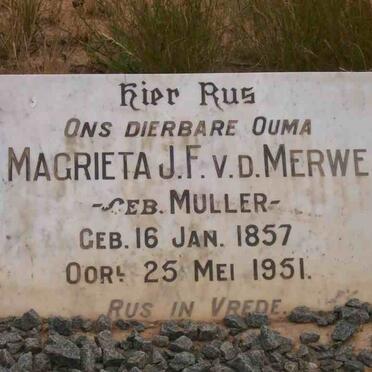 Hier Rus
ONS DIERBARE OUMA
MAGRIETA J.F. V.D. MERWE
-GEB. MULLER-
GEB. 16 JAN. 1857
OORL 25 MEI 1951.
RUS IN VREDE.